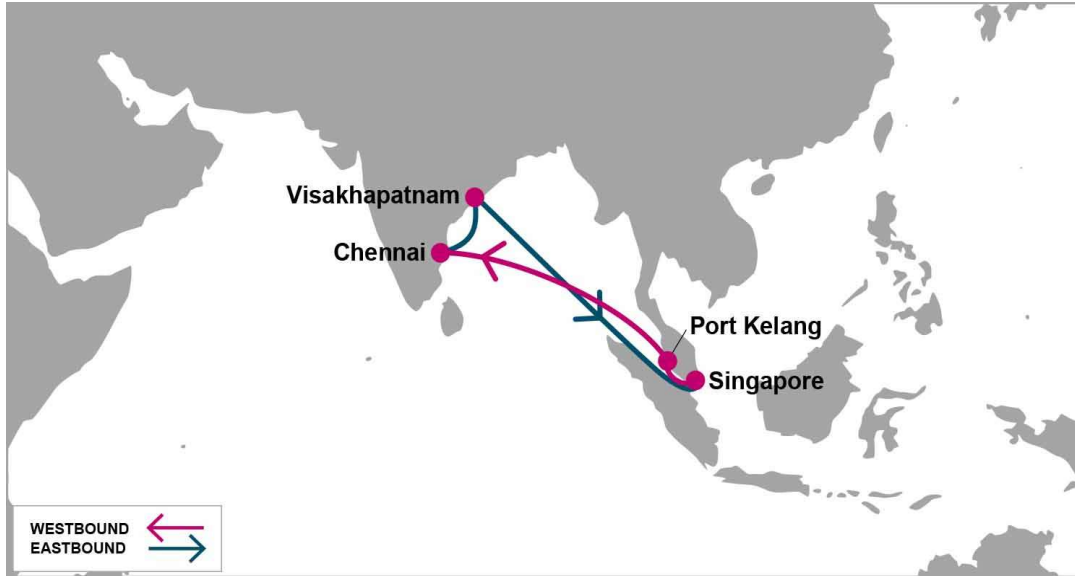 Visakhapatnam
Chennai
Port Kelang
Singapore
WESTBOUND
EASTBOUND